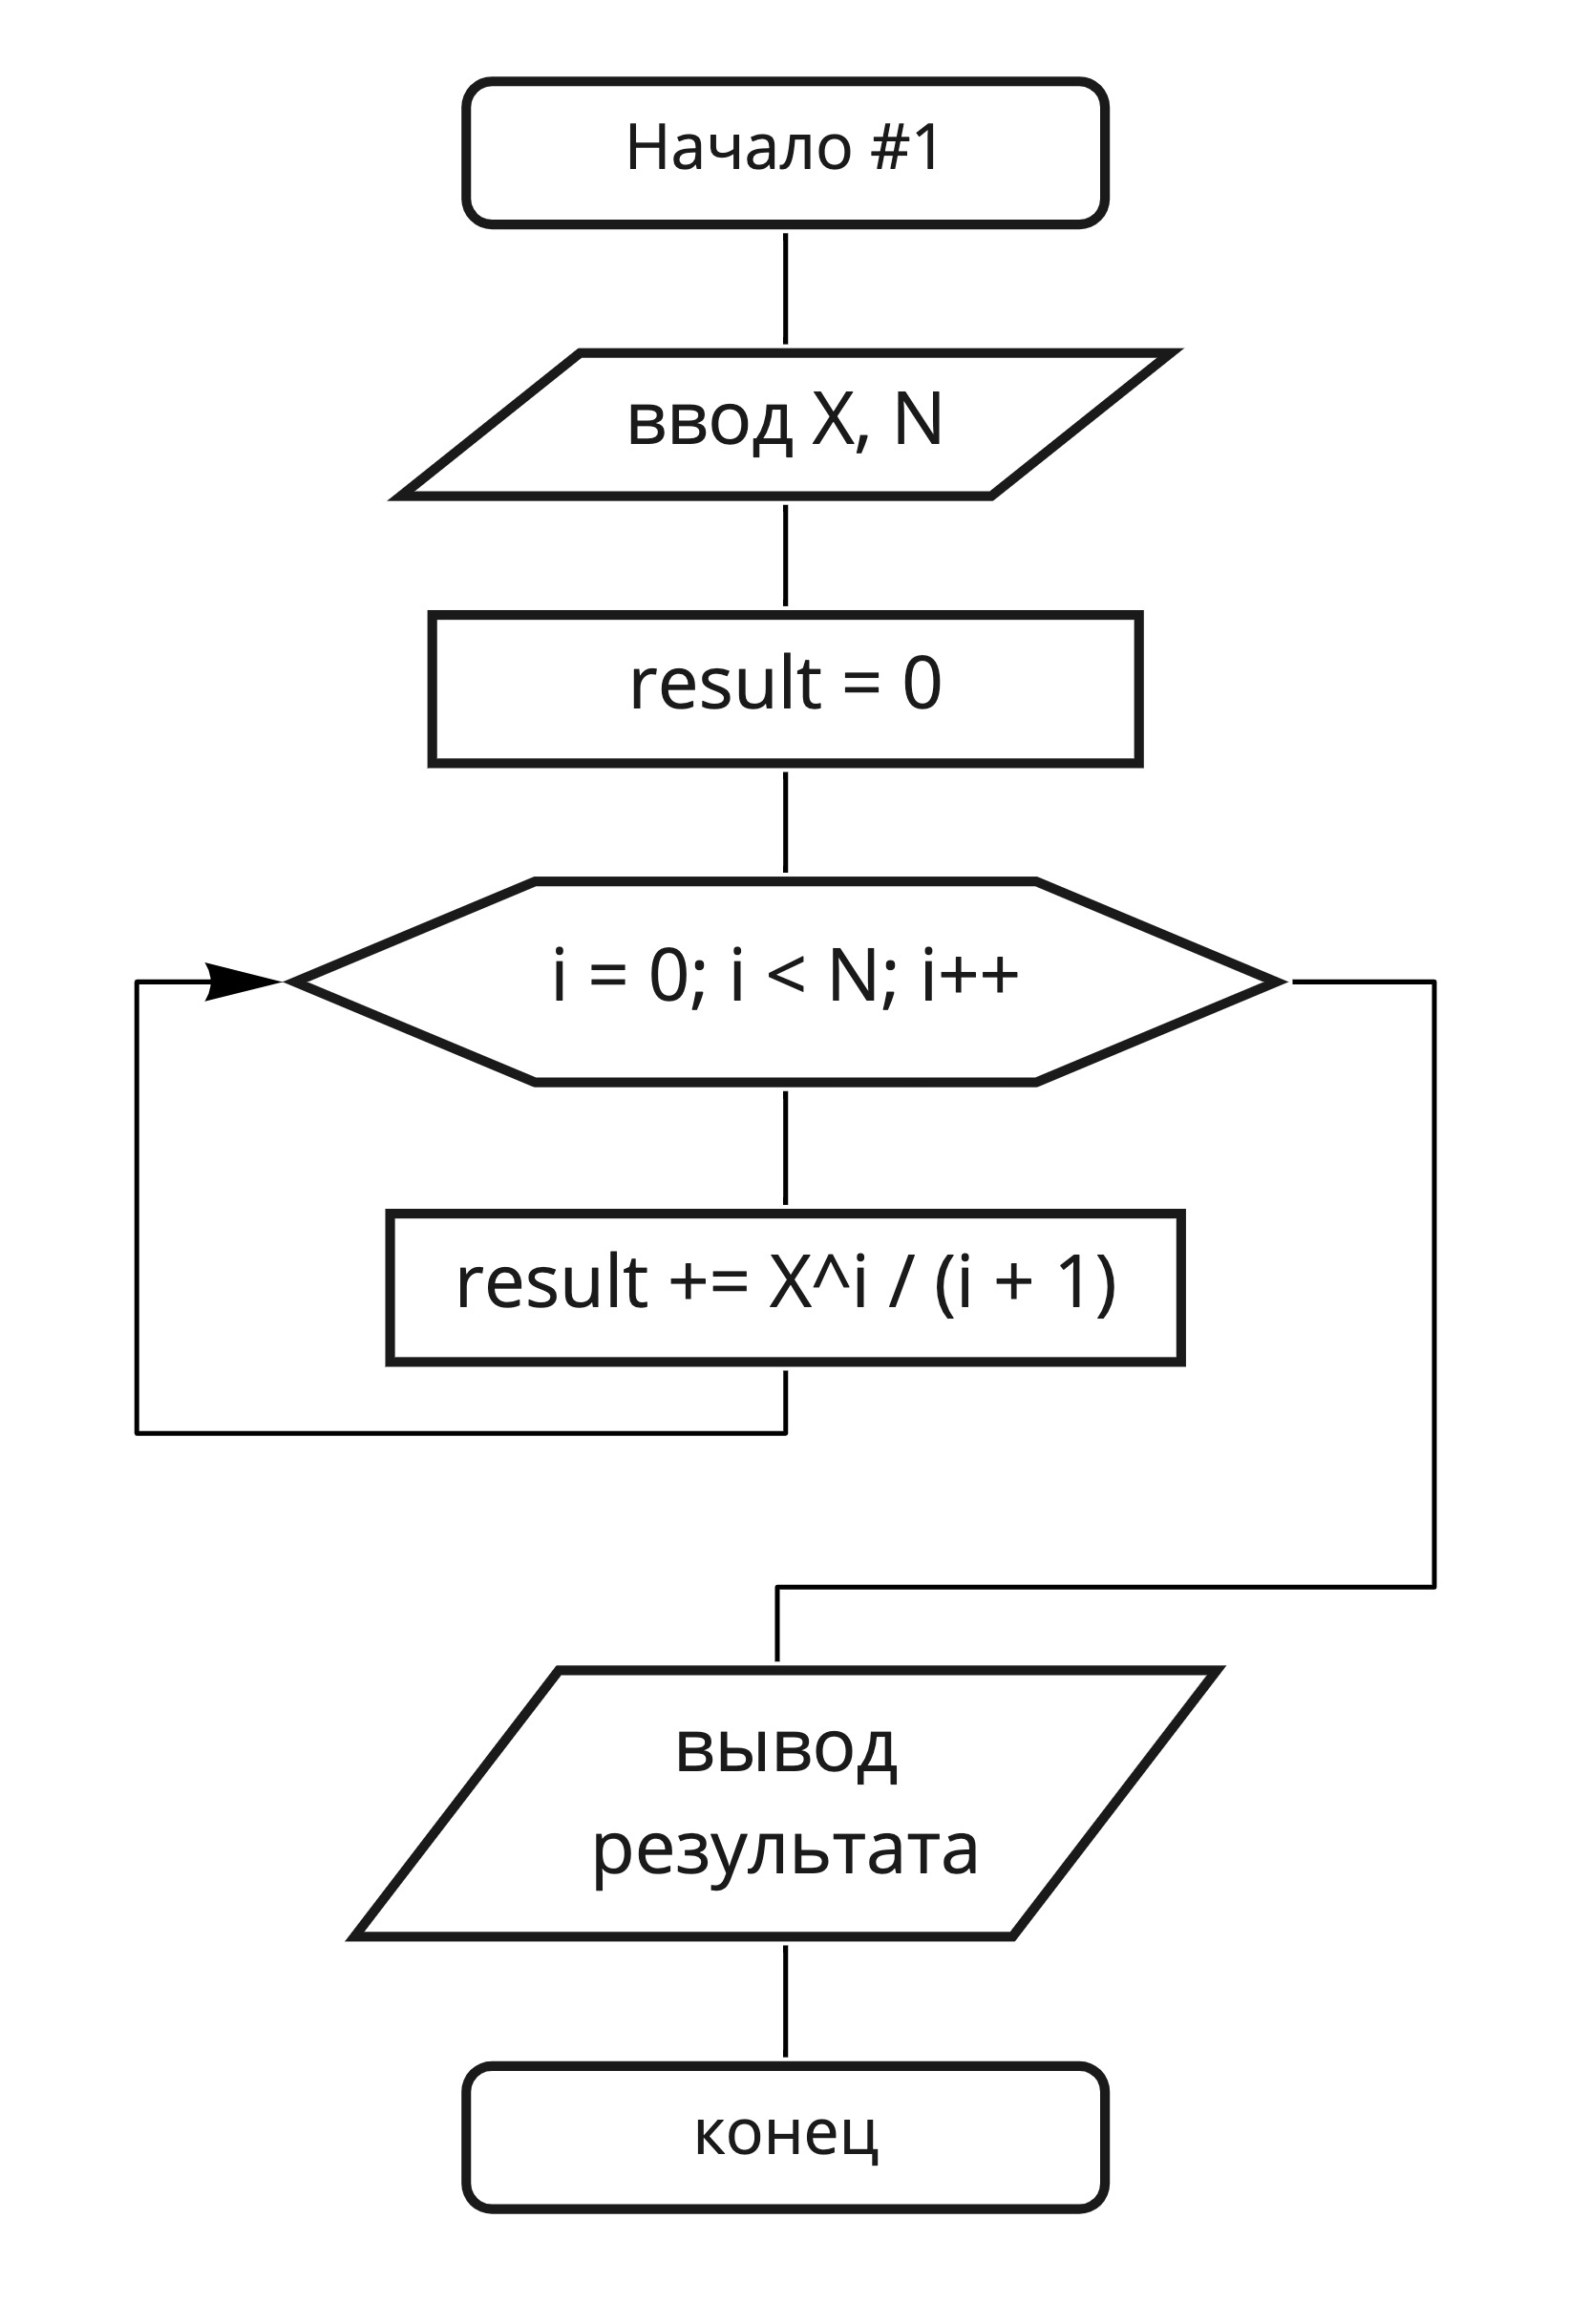 Начало #1
ввод X, N
result = 0
i = 0; i < N; i++
result += X^i / (i + 1)
вывод
результата
конец